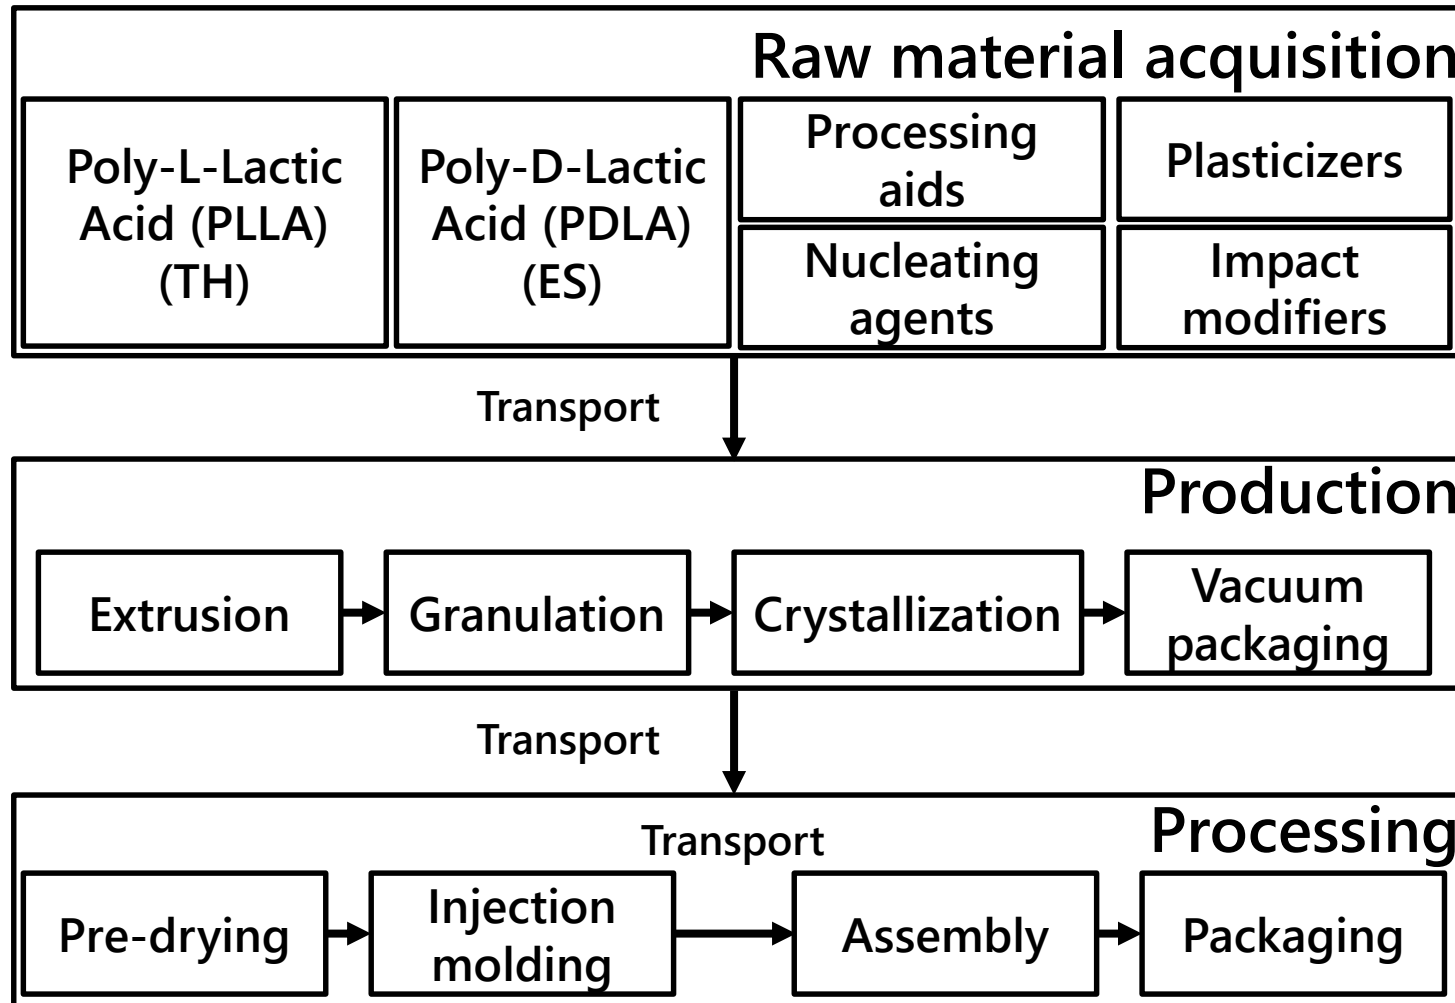 Raw material acquisition
Poly-L-Lactic
Acid (PLLA)
(TH)
Poly-D-Lactic
Acid (PDLA)
(ES)
Processing
aids
Plasticizers
Nucleating
agents
Impact
modifiers
Transport
Production
Extrusion
Granulation
Crystallization
Vacuum
packaging
Transport
Processing
Transport
Pre-drying
Injection
molding
Assembly
Packaging